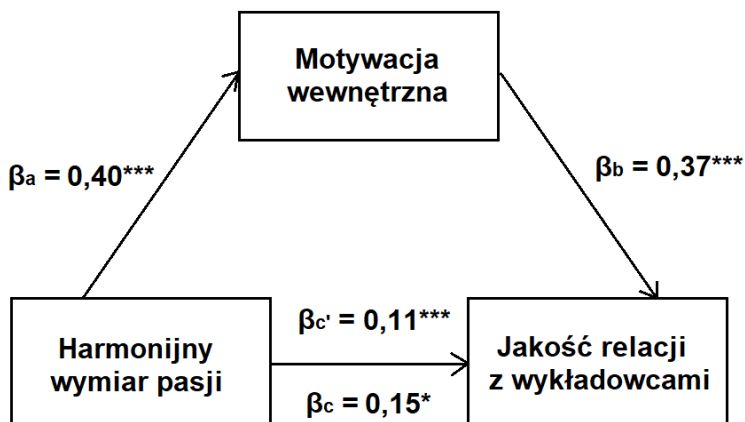 Motywacja
wewnętrzna
βa = 0,40***
βb = 0,37***
βc' = 0,11***
Harmonijny
wymiar pasji
Jakość relacji
z wykładowcami
βc = 0,15*